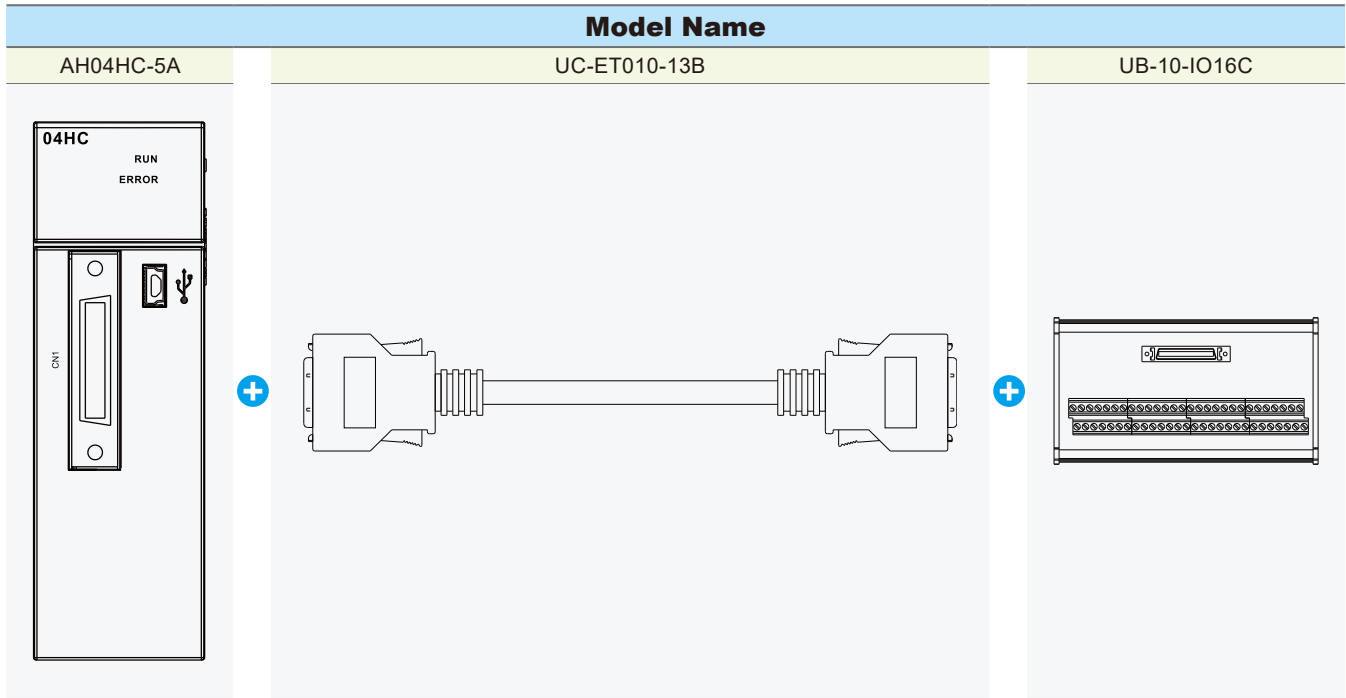 Model Name
AH04HC-5A
UC-ET010-13B
UB-10-IO16C
04HC
RUN
ERROR
CN1